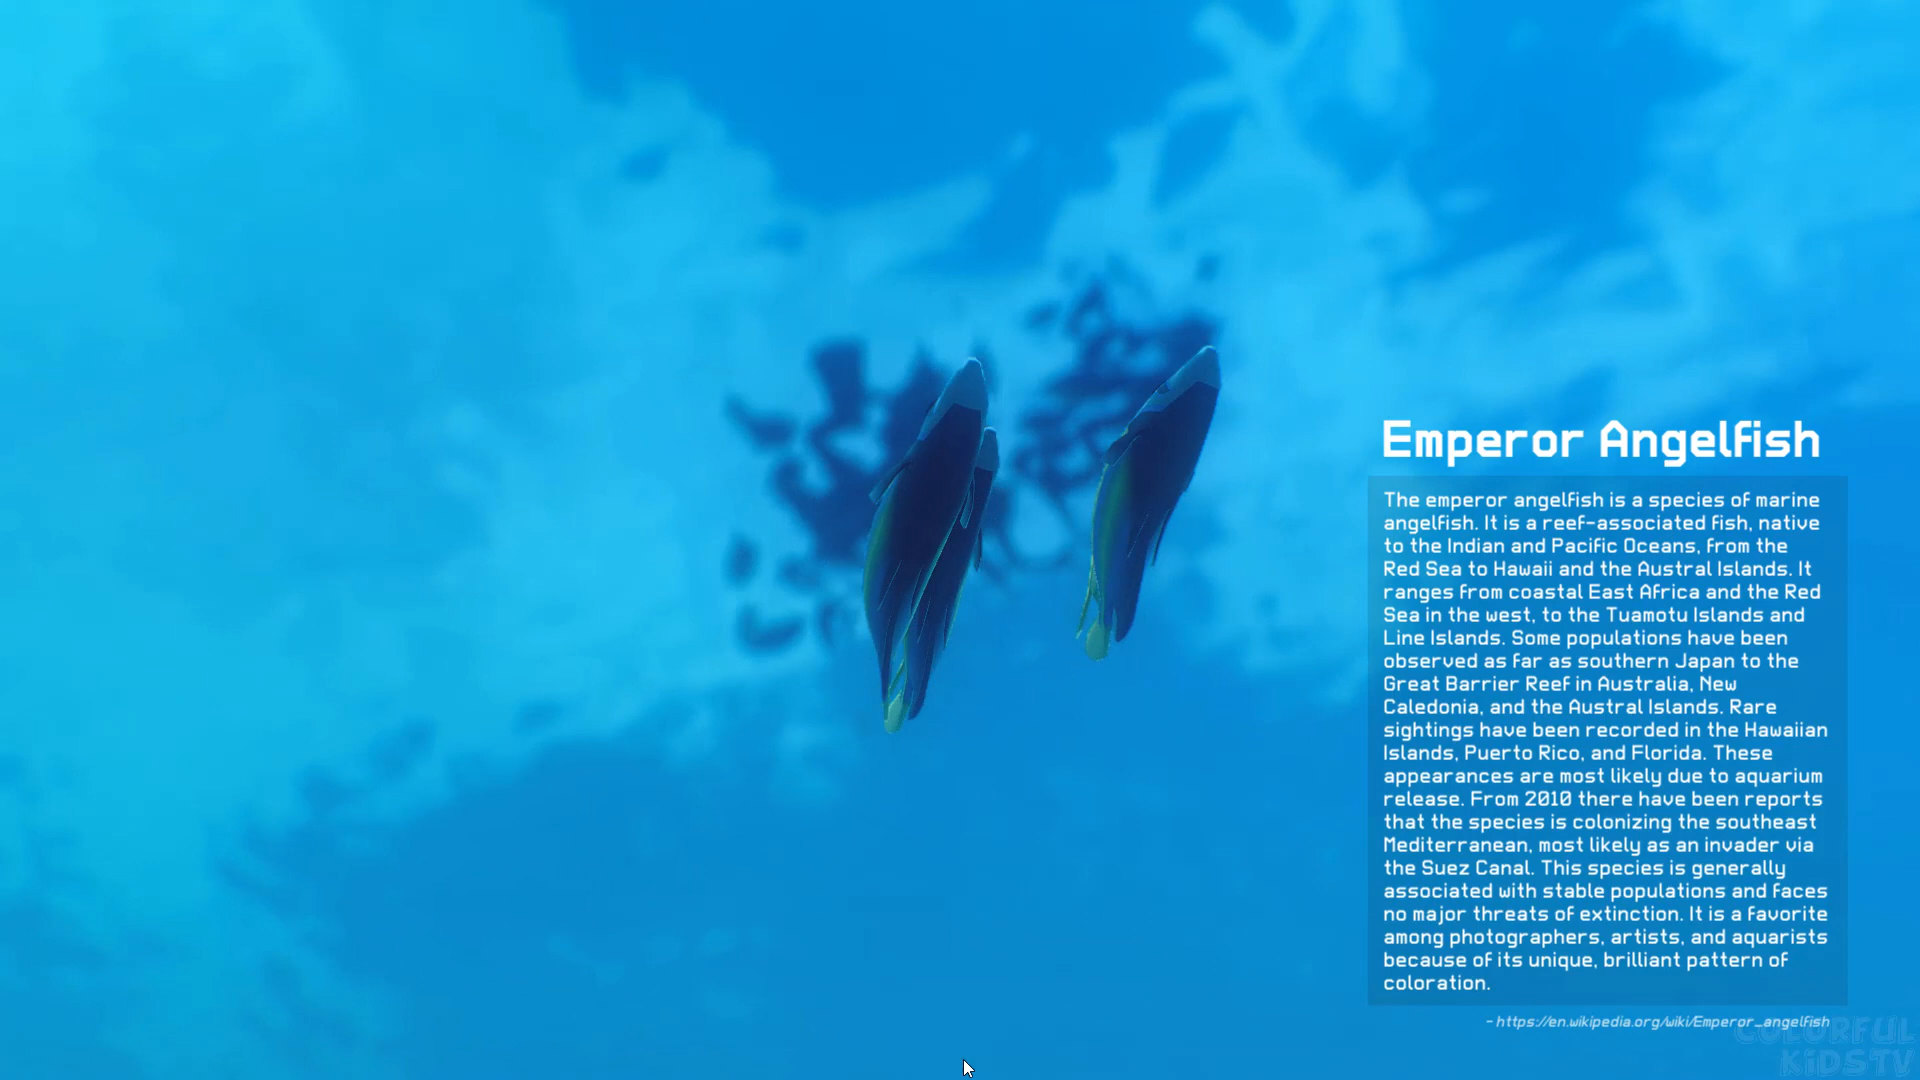 Emperor Angelfish
The emperor angelfish is a species of marine
angelfish. It is a reef-associated fish, native
to the Indian and Pacific Oceans, from the
Red Sea to Hawaii and the Austral Islands. It
ranges from coastal East Africa and the Red
Sea in the west, to the Tuamotu Islands and
Line Islands. Some populations have been
observed as far as southern Japan to the
Great Barrier Reef in Australia, New
Caledonia, and the Austral Islands. Rare
sightings have been recorded in the Hawaiian
Islands, Puerto Rico, and Florida. These
appearances are most likely due to aquarium
release. From 2010 there have been reports
that the species is colonizing the southeast
Mediterranean, most likely as an invader via
the Suez Canal. This species is generally
associated with stable populations and faces
no major threats of extinction. It is a favorite
among photographers, artists, and aquarists
because of its unique, brilliant pattern of
coloration.
- https://en.wikipedia.org/wiki/Emperor_angelfish
COLORFUL
KiDSTV